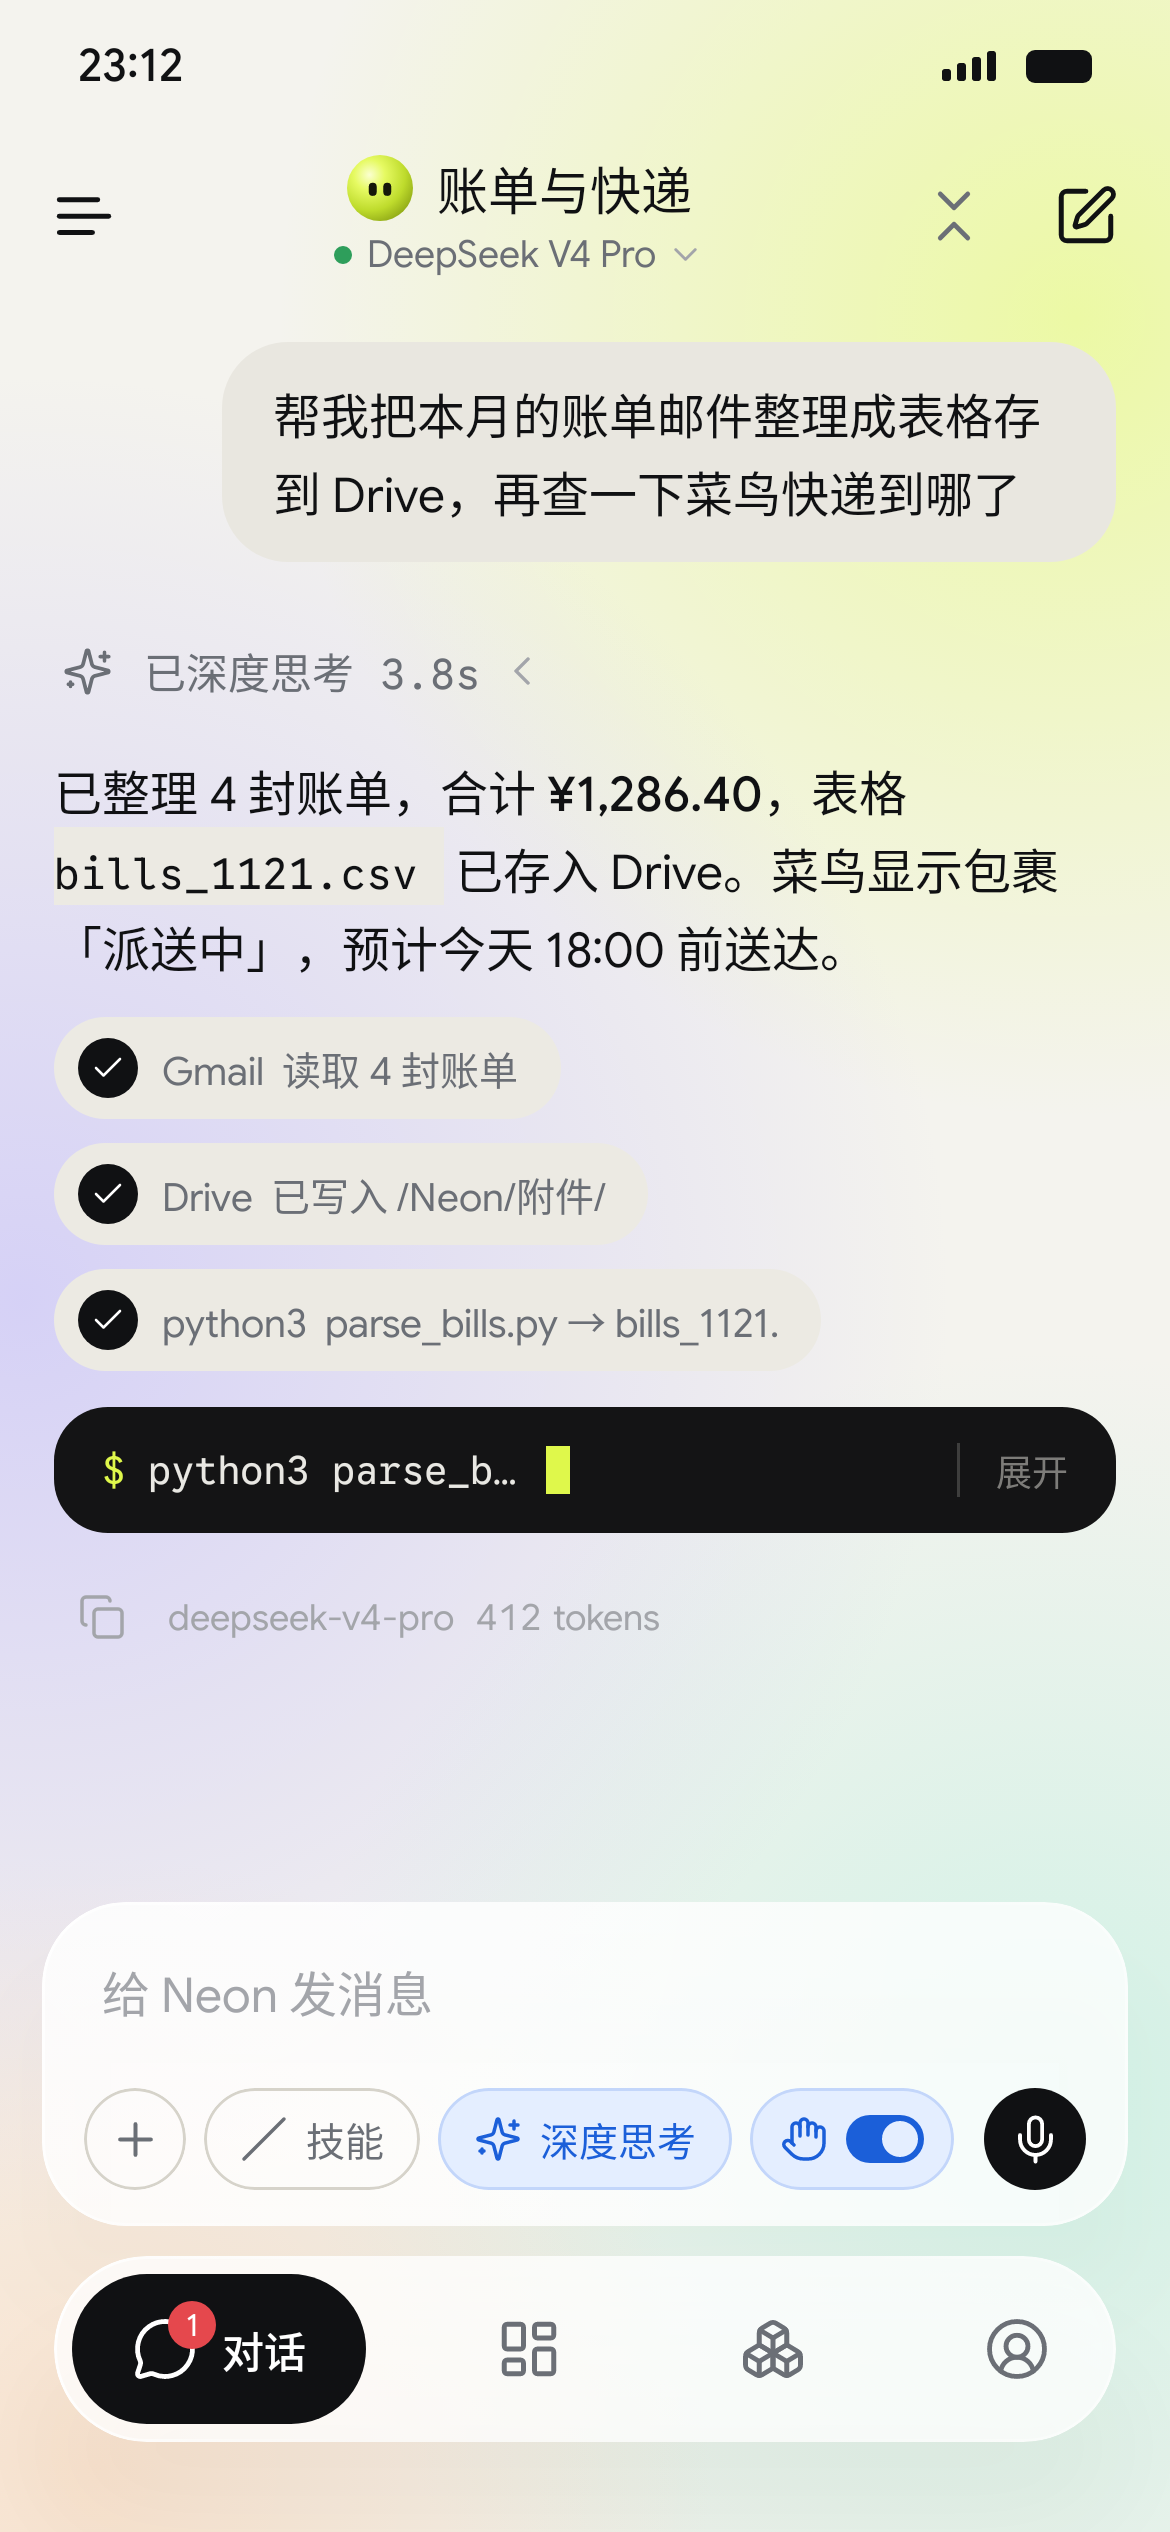 23:12
账单与快递
DeepSeek V4 Pro
帮我把本月的账单邮件整理成表格存
到 Drive，再查一下菜鸟快递到哪了
已深度思考 3.8s
已整理 4 封账单，合计 ¥1,286.40，表格
bills_1121.csv 已存入 Drive。菜鸟显示包裹
「派送中」，预计今天 18:00 前送达。
Gmail 读取 4 封账单
Drive 已写入 /Neon/附件/
python3 parse_bills.py → bills_1121.
$ python3 parse_b… 展开
deepseek-v4-pro 412 tokens
给 Neon 发消息
技能 深度思考
1
对话